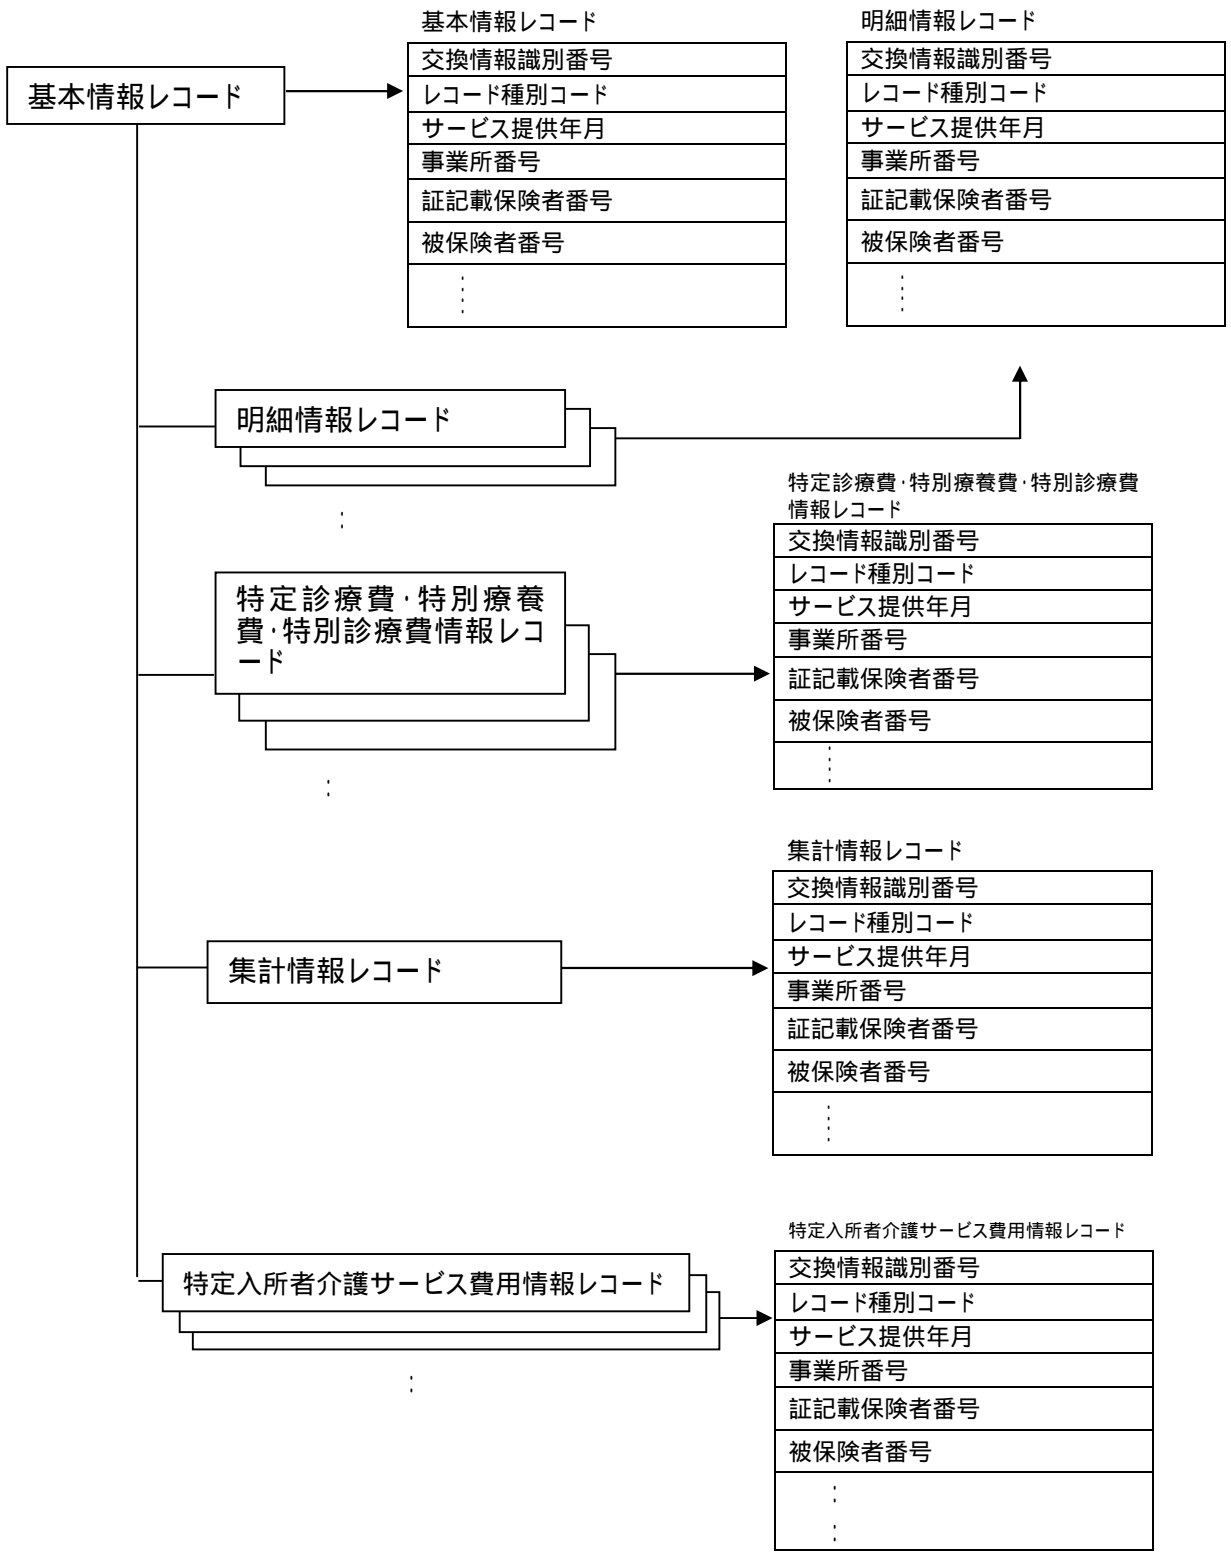 基本情報レコード
基本情報レコード
交換情報識別番号
レコード種別コード
サービス提供年月
事業所番号
証記載保険者番号
被保険者番号
明細情報レコード
交換情報識別番号
レコード種別コード
サービス提供年月
事業所番号
証記載保険者番号
被保険者番号
明細情報レコード
特定診療費・特別療養費・特別診療費
情報レコード
交換情報識別番号
レコード種別コード
サービス提供年月
事業所番号
証記載保険者番号
被保険者番号
特定診療費・特別療養
費・特別診療費情報レコ
ード
集計情報レコード
交換情報識別番号
レコード種別コード
サービス提供年月
事業所番号
証記載保険者番号
被保険者番号
集計情報レコード
特定入所者介護サービス費用情報レコード
交換情報識別番号
レコード種別コード
サービス提供年月
事業所番号
証記載保険者番号
被保険者番号
特定入所者介護サービス費用情報レコード